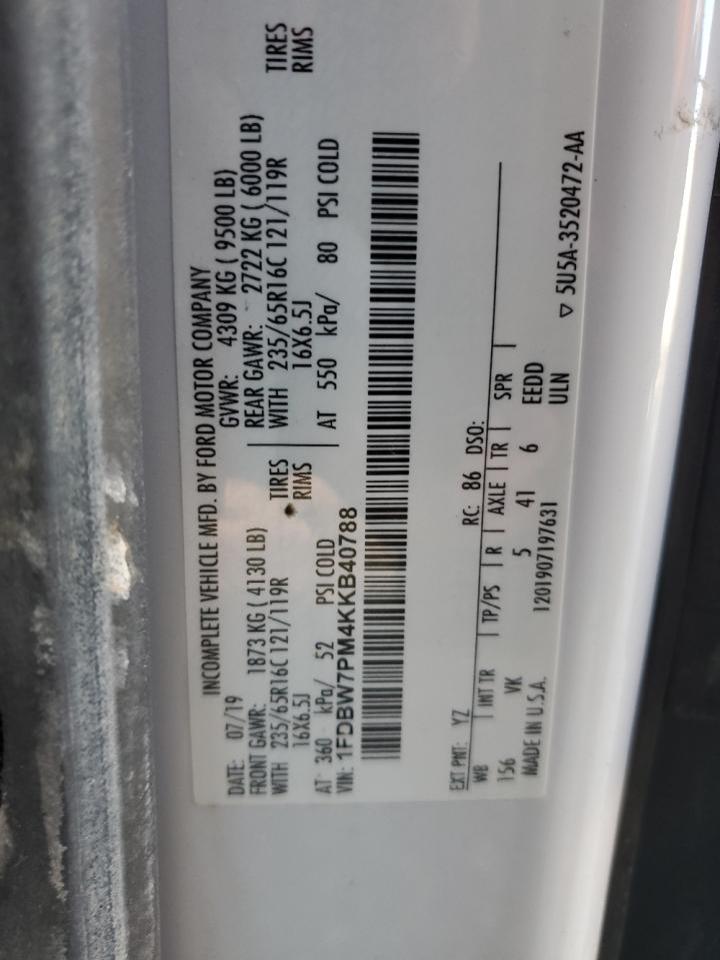 INCOMPLETE VEHICLE MFD. BY FORD MOTOR COMPANY
DATE: 07/19 GVWR: 4309 KG ( 9500 LB)
FRONT GAWR: 1873 KG ( 4130 LB) REAR GAWR: 2722 KG ( 6000 LB)
WITH 235/65R16C 121/119R TIRES WITH 235/65R16C 121/119R TIRES
16X6.5J RIMS 16X6.5J RIMS
AT 360 kPa/ 52 PSI COLD AT 550 kPa/ 80 PSI COLD
VIN: 1FDBW7PM4KKB40788
EXT PNT: YZ RC: 86 DSO:
WB INT TR TP/PS R AXLE TR SPR
156 VK 5 41 6 EEDD
MADE IN U.S.A. 1201907197631 ULN
▽ 5U5A-3520472-AA